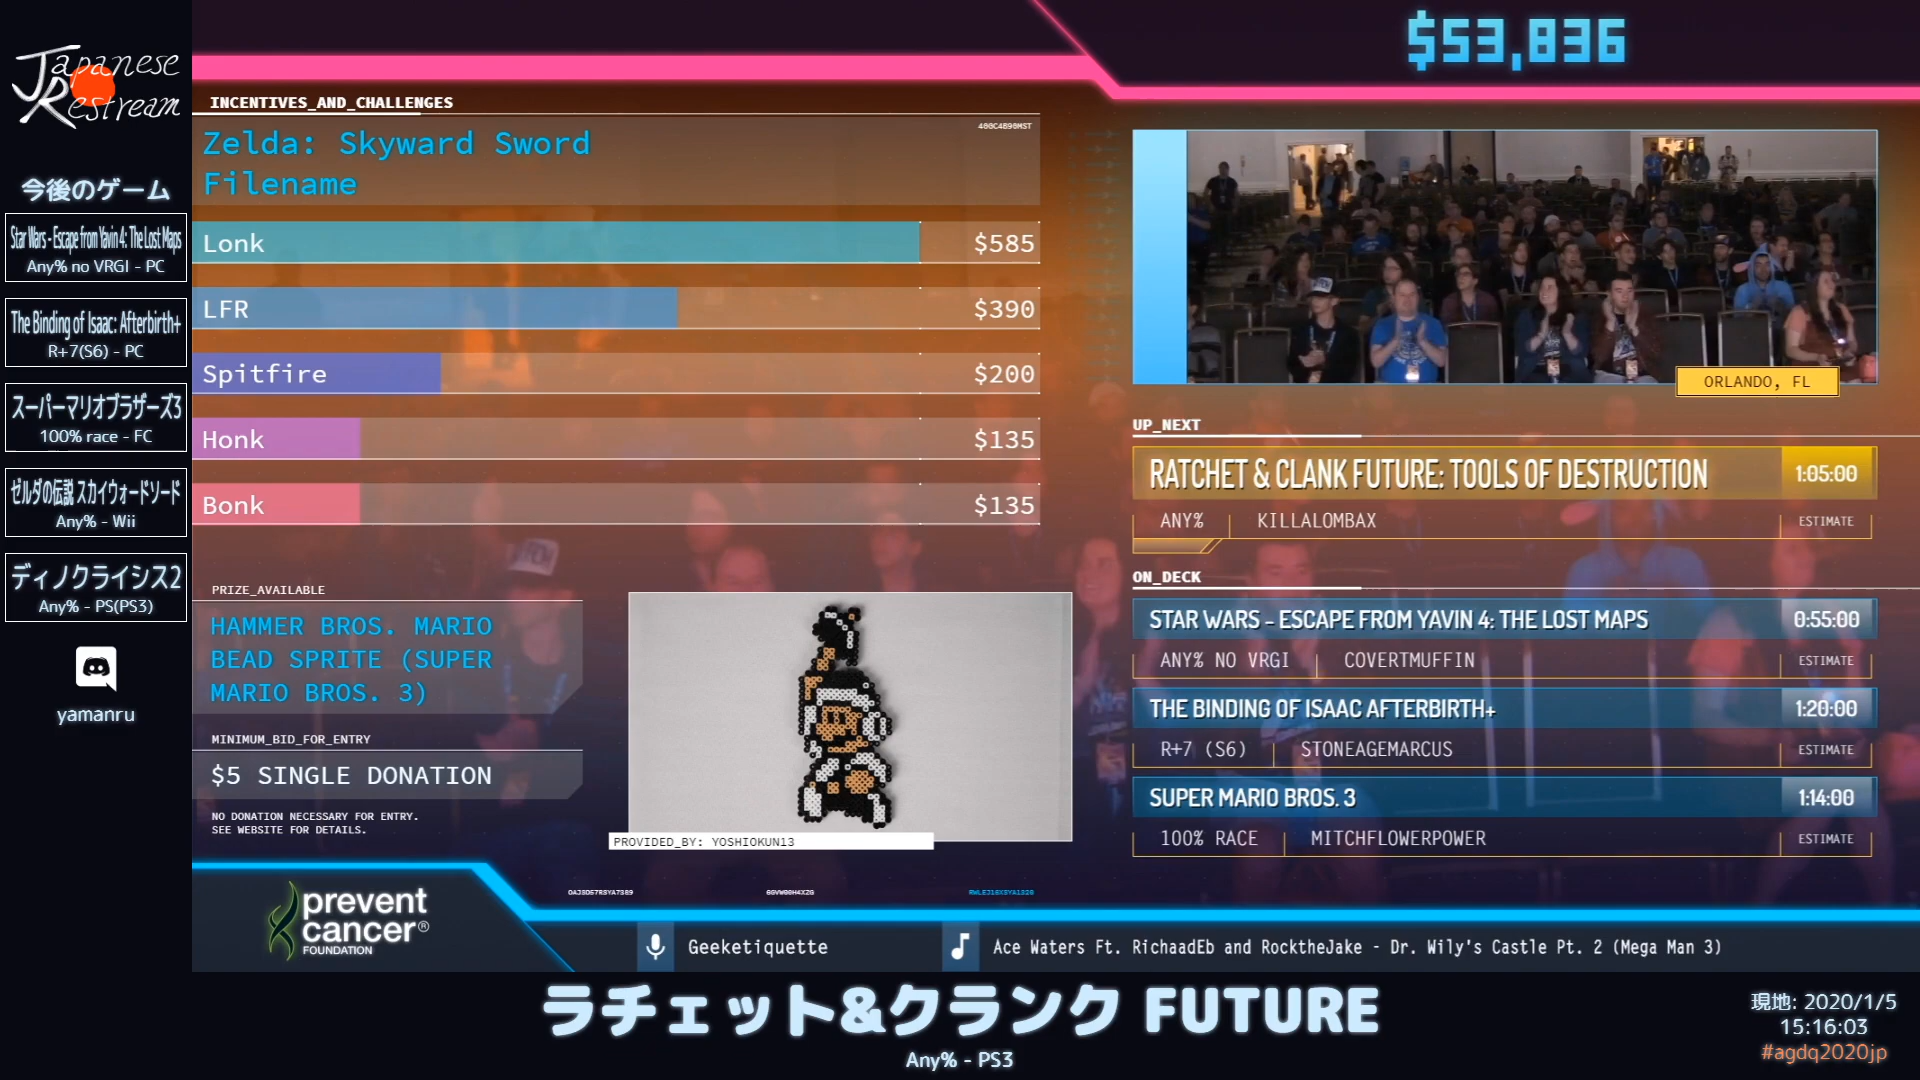 Japanese
Restream
今後のゲーム
Star Wars - Escape from Yavin 4: The Lost Maps
Any% no VRGI - PC
The Binding of Isaac: Afterbirth+
R+7(S6) - PC
スーパーマリオブラザーズ3
100% race - FC
ゼルダの伝説 スカイウォードソード
Any% - Wii
ディノクライシス2
Any% - PS(PS3)
yamanru
$53,836
INCENTIVES_AND_CHALLENGES
Zelda: Skyward Sword
Filename
Lonk $585
LFR $390
Spitfire $200
Honk $135
Bonk $135
PRIZE_AVAILABLE
HAMMER BROS. MARIO
BEAD SPRITE (SUPER
MARIO BROS. 3)
MINIMUM_BID_FOR_ENTRY
$5 SINGLE DONATION
NO DONATION NECESSARY FOR ENTRY.
SEE WEBSITE FOR DETAILS.
PROVIDED_BY: YOSHIOKUN13
ORLANDO, FL
UP_NEXT
RATCHET & CLANK FUTURE: TOOLS OF DESTRUCTION 1:05:00
ANY% KILLALOMBAX ESTIMATE
ON_DECK
STAR WARS - ESCAPE FROM YAVIN 4: THE LOST MAPS 0:55:00
ANY% NO VRGI COVERTMUFFIN ESTIMATE
THE BINDING OF ISAAC AFTERBIRTH+ 1:20:00
R+7 (S6) STONEAGEMARCUS ESTIMATE
SUPER MARIO BROS. 3 1:14:00
100% RACE MITCHFLOWERPOWER ESTIMATE
prevent
cancer®
FOUNDATION
Geeketiquette
Ace Waters Ft. RichaadEb and RocktheJake - Dr. Wily's Castle Pt. 2 (Mega Man 3)
ラチェット&クランク FUTURE
Any% - PS3
現地: 2020/1/5
15:16:03
#agdq2020jp